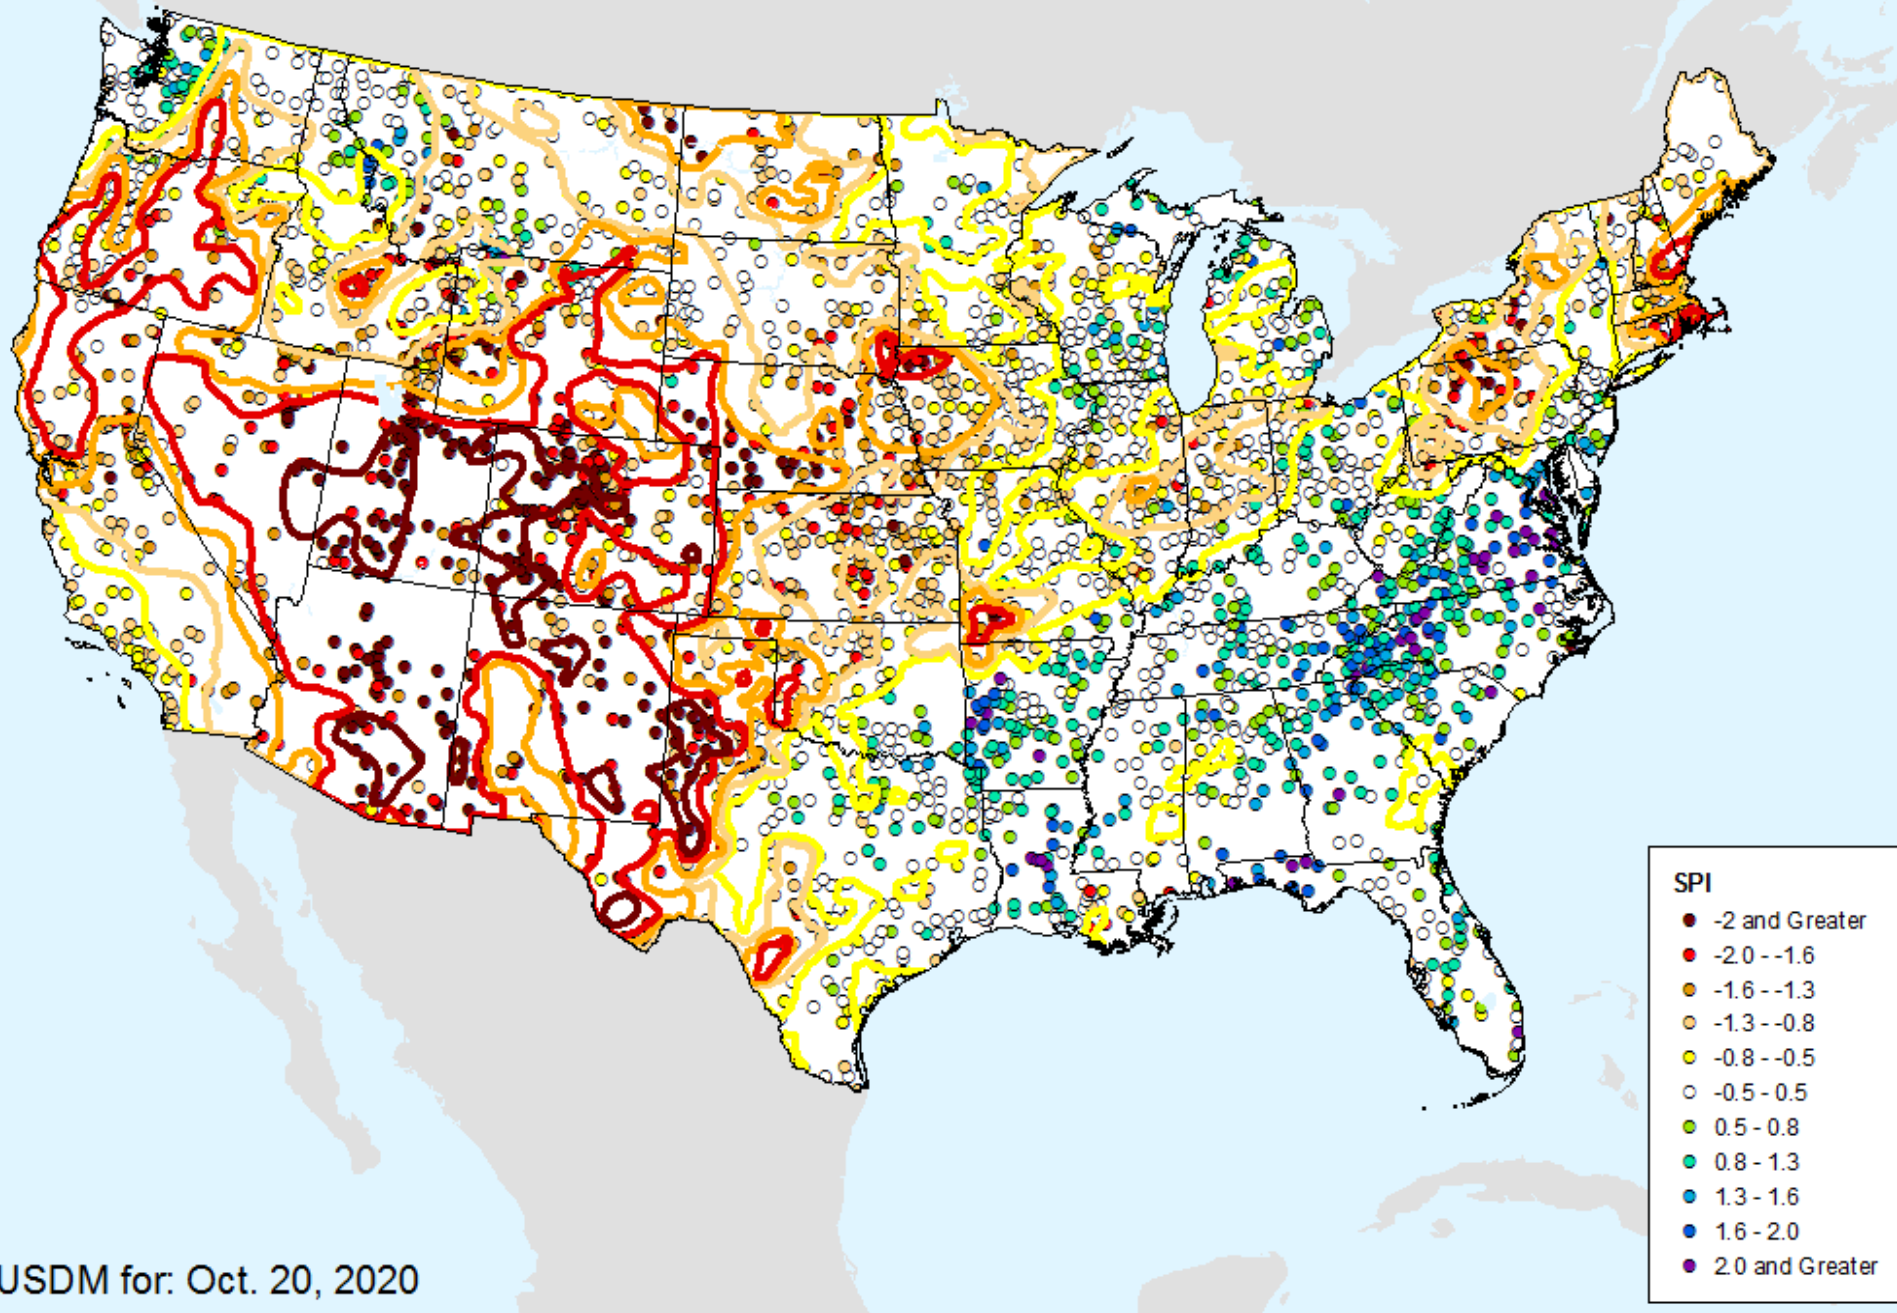 SPI
-2 and Greater
-2.0 - -1.6
-1.6 - -1.3
-1.3 - -0.8
-0.8 - -0.5
-0.5 - 0.5
0.5 - 0.8
0.8 - 1.3
1.3 - 1.6
1.6 - 2.0
2.0 and Greater
USDM for: Oct. 20, 2020